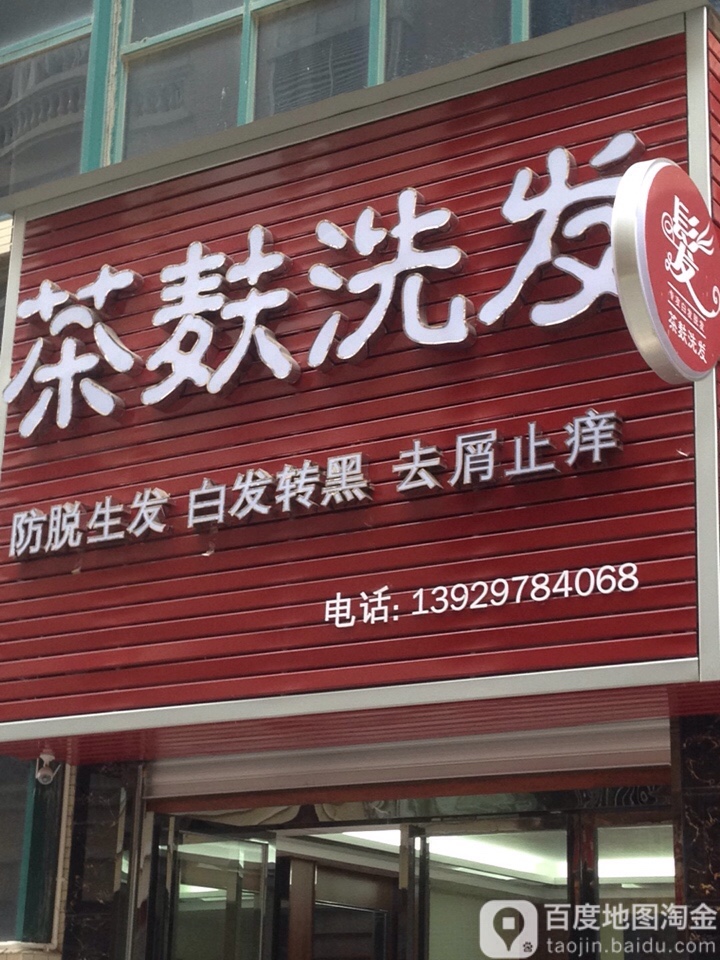 茶麸洗发
防脱生发 白发转黑 去屑止痒
电话: 13929784068
髮
茶麸洗发
百度地图淘金
taojin.baidu.com